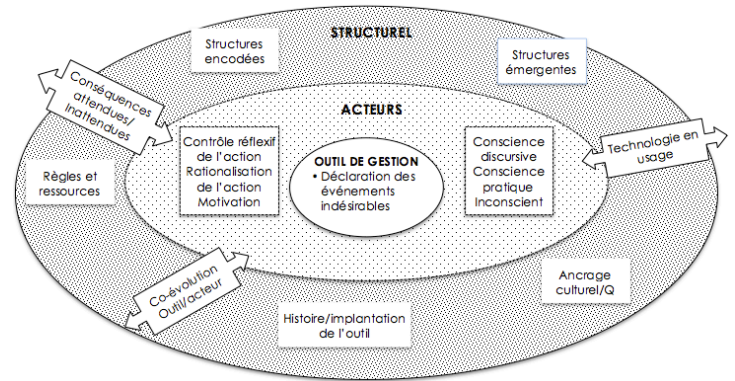 STRUCTUREL
Structures
encodées
Structures
émergentes
Conséquences
attendues/
Inattendues
ACTEURS
Contrôle réflexif
de l'action
Rationalisation
de l'action
Motivation
OUTIL DE GESTION
• Déclaration des
événements
indésirables
Conscience
discursive
Conscience
pratique
Inconscient
Technologie en
usage
Règles et
ressources
Co-évolution
Outil/acteur
Histoire/implantation
de l'outil
Ancrage
culturel/Q